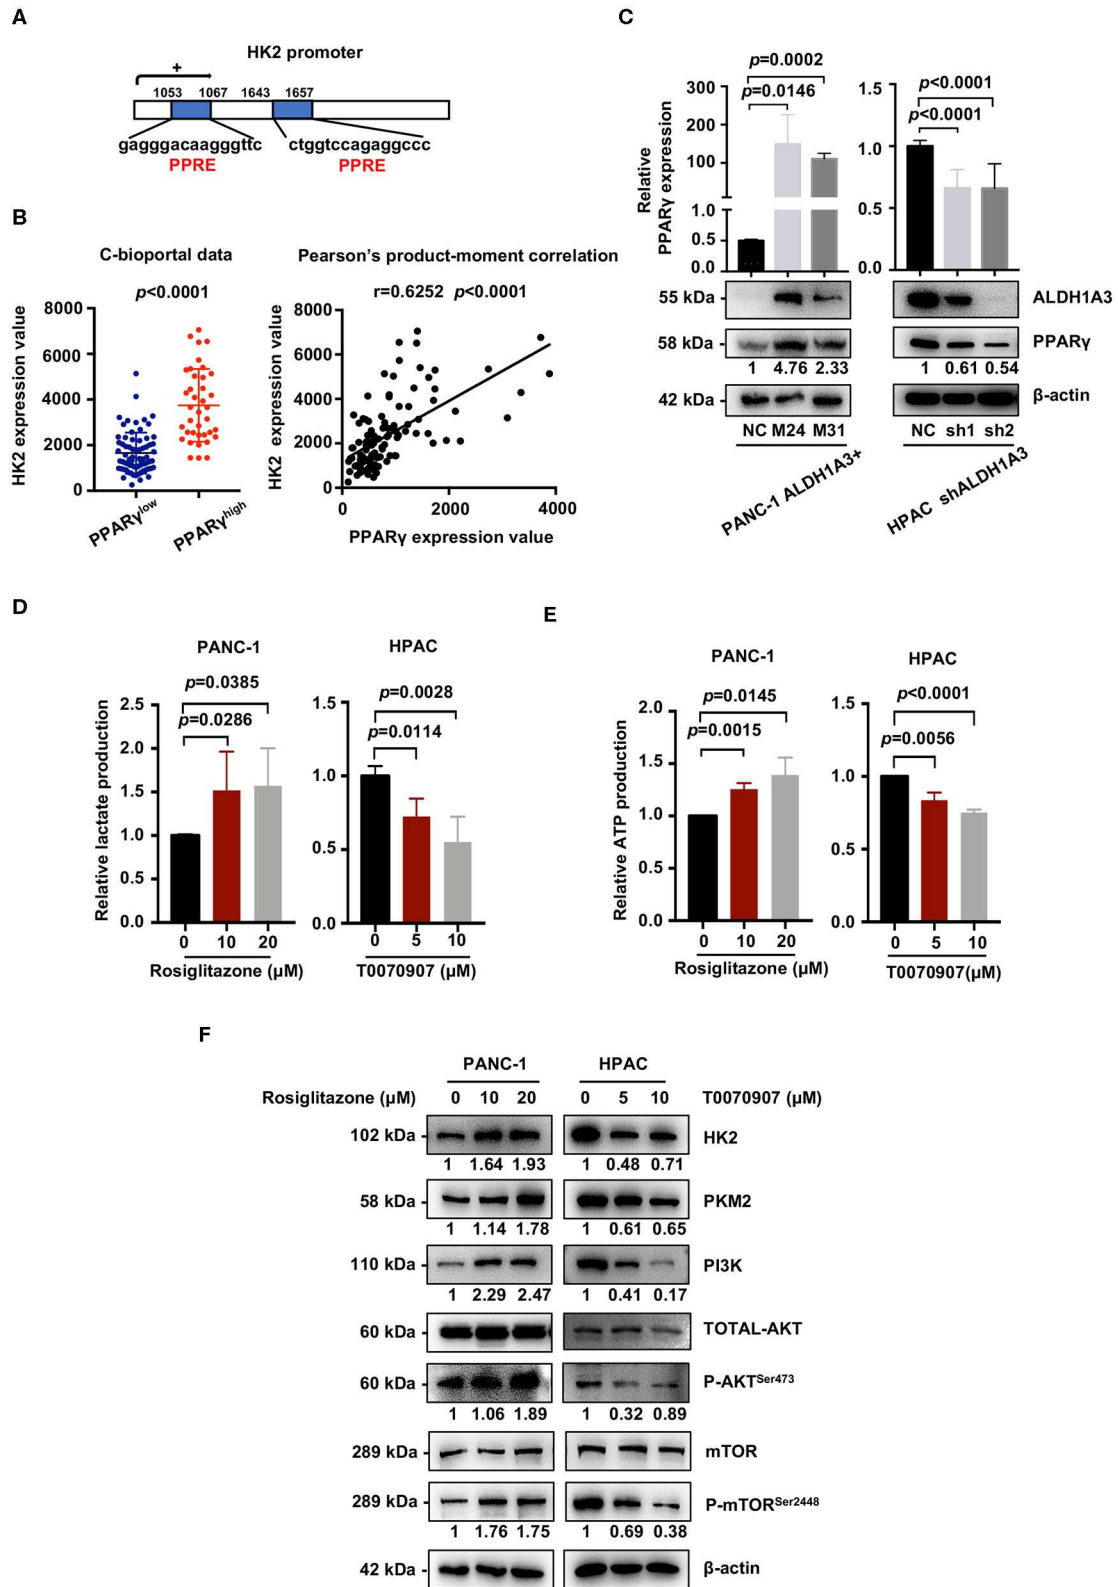 A
HK2 promoter
+
1053 1067 1643 1657
gagggacaagggttc ctggtccagaggccc
PPRE PPRE
B
C-bioportal data
p<0.0001
HK2 expression value
8000
6000
4000
2000
0
PPARγlow PPARγhigh
Pearson's product-moment correlation
r=0.6252 p<0.0001
HK2 expression value
8000
6000
4000
2000
0
0 2000 4000
PPARγ expression value
C
p=0.0002
p=0.0146
Relative
PPARγ expression
300
200
100
1.0
0.5
0.0
p<0.0001
p<0.0001
1.0
0.5
0.0
55 kDa ALDH1A3
58 kDa PPARγ
1 4.76 2.33 1 0.61 0.54
42 kDa β-actin
NC M24 M31 NC sh1 sh2
PANC-1 ALDH1A3+ HPAC shALDH1A3
D
PANC-1
p=0.0385
p=0.0286
Relative lactate production
2.5
2.0
1.5
1.0
0.5
0.0
0 10 20
Rosiglitazone (μM)
HPAC
p=0.0028
p=0.0114
1.5
1.0
0.5
0.0
0 5 10
T0070907 (μM)
E
PANC-1
p=0.0145
p=0.0015
Relative ATP production
2.0
1.5
1.0
0.5
0.0
0 10 20
Rosiglitazone (μM)
HPAC
p<0.0001
p=0.0056
1.5
1.0
0.5
0.0
0 5 10
T0070907(μM)
F
PANC-1 HPAC
Rosiglitazone (μM) 0 10 20 0 5 10 T0070907 (μM)
102 kDa HK2
1 1.64 1.93 1 0.48 0.71
58 kDa PKM2
1 1.14 1.78 1 0.61 0.65
110 kDa PI3K
1 2.29 2.47 1 0.41 0.17
60 kDa TOTAL-AKT
60 kDa P-AKTSer473
1 1.06 1.89 1 0.32 0.89
289 kDa mTOR
289 kDa P-mTORSer2448
1 1.76 1.75 1 0.69 0.38
42 kDa β-actin